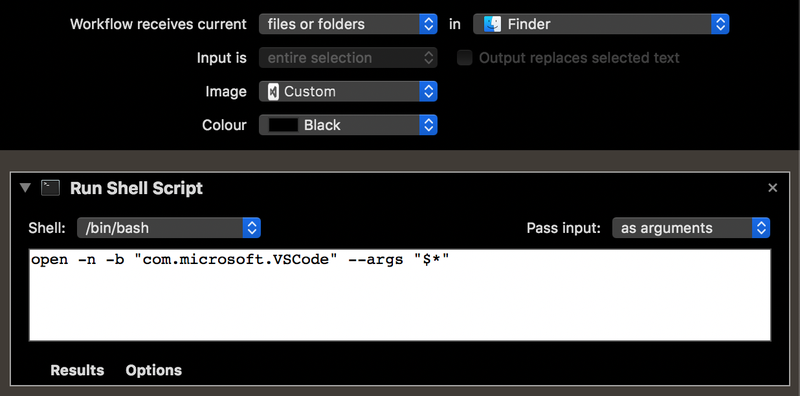 Workflow receives current files or folders in Finder
Input is entire selection Output replaces selected text
Image Custom
Colour Black
Run Shell Script
Shell: /bin/bash Pass input: as arguments
open -n -b "com.microsoft.VSCode" --args "$*"
Results Options